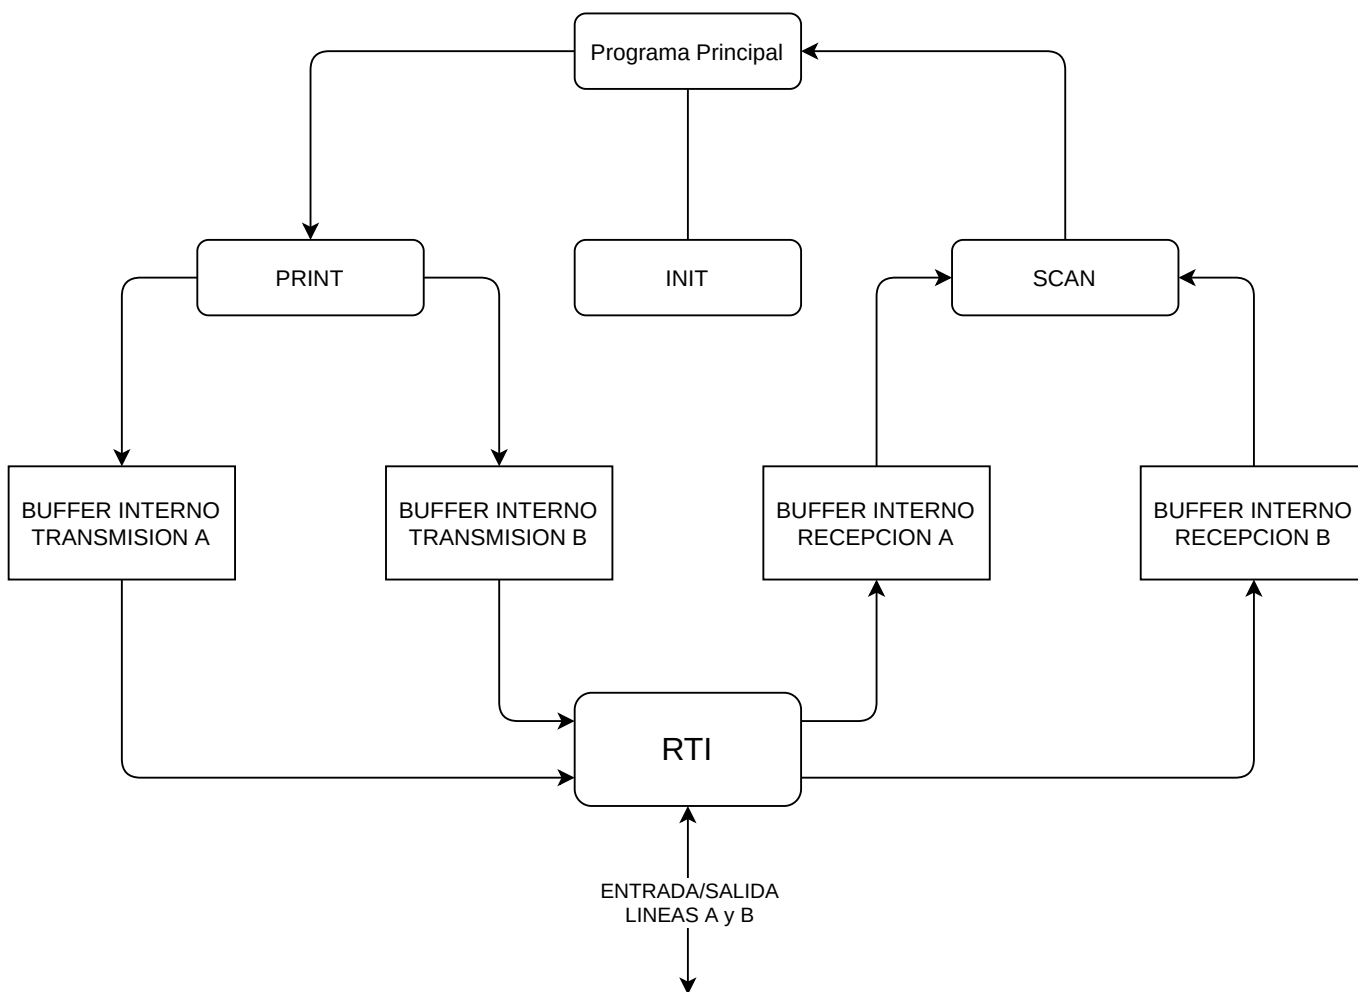 Programa Principal
PRINT
INIT
SCAN
BUFFER INTERNO
TRANSMISION A
BUFFER INTERNO
TRANSMISION B
BUFFER INTERNO
RECEPCION A
BUFFER INTERNO
RECEPCION B
RTI
ENTRADA/SALIDA
LINEAS A y B